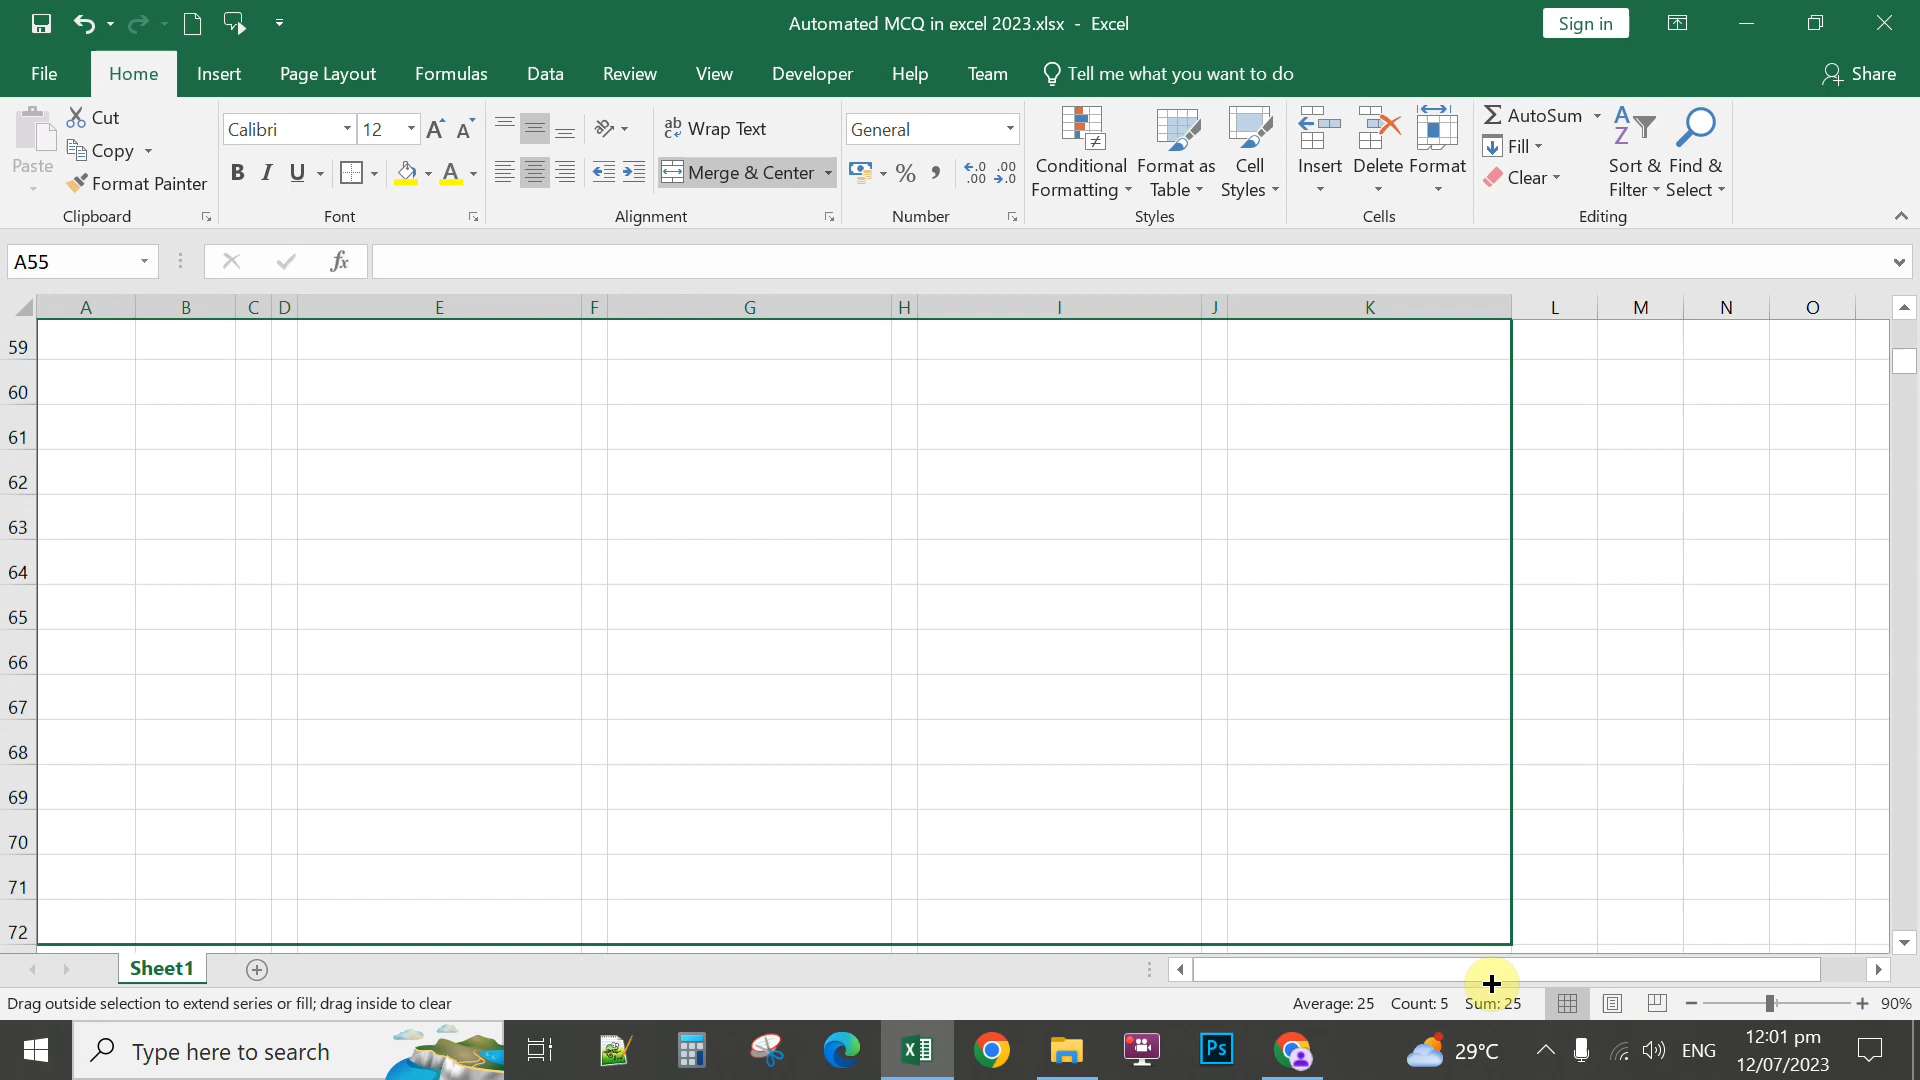 Automated MCQ in excel 2023.xlsx - Excel
Sign in
File Home Insert Page Layout Formulas Data Review View Developer Help Team Tell me what you want to do Share
Paste
Cut
Copy
Format Painter
Clipboard
Calibri 12
B I U
Font
Wrap Text
Merge & Center
Alignment
General
% ,
Number
Conditional Formatting
Format as Table
Cell Styles
Styles
Insert
Delete
Format
Cells
AutoSum
Fill
Clear
Sort & Filter
Find & Select
Editing
A55
fx
A B C D E F G H I J K L M N O
59
60
61
62
63
64
65
66
67
68
69
70
71
72
Sheet1
Drag outside selection to extend series or fill; drag inside to clear
Average: 25 Count: 5 Sum: 25
90%
Type here to search
Ps
29°C
ENG
12:01 pm
12/07/2023